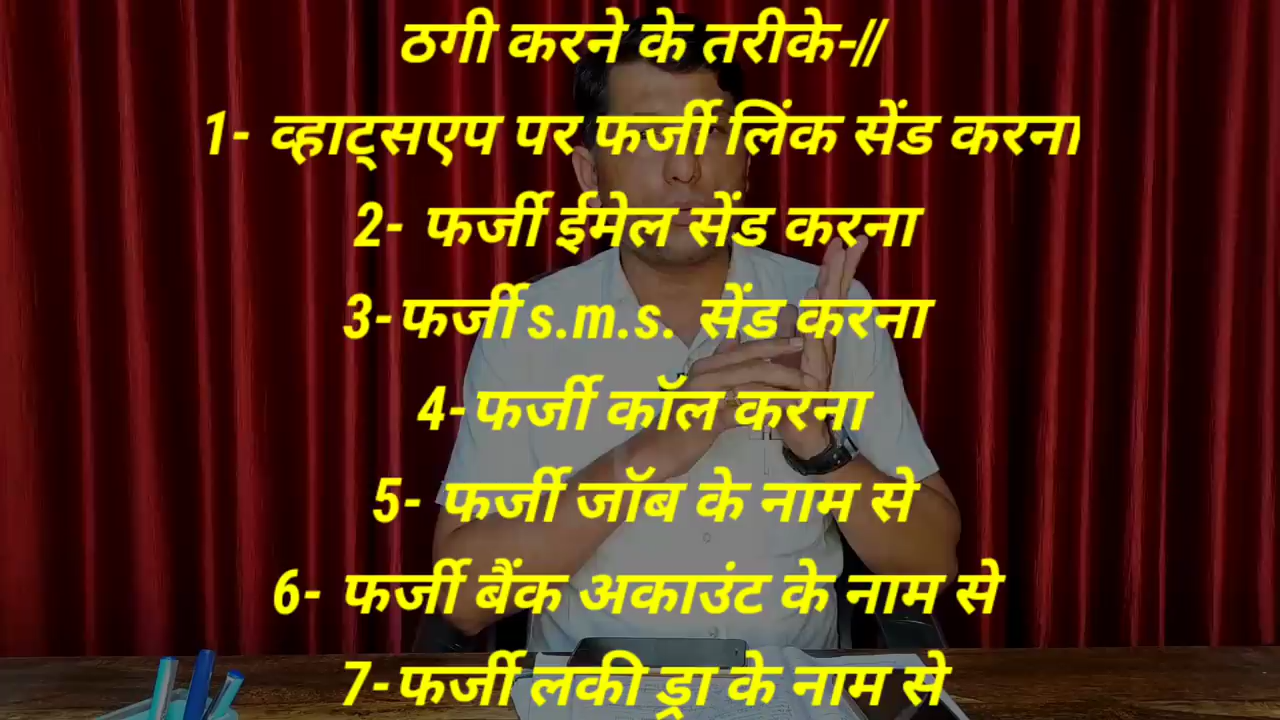 ठगी करने के तरीके-//
1- व्हाट्सएप पर फर्जी लिंक सेंड करना
2- फर्जी ईमेल सेंड करना
3-फर्जी s.m.s. सेंड करना
4-फर्जी कॉल करना
5- फर्जी जॉब के नाम से
6- फर्जी बैंक अकाउंट के नाम से
7-फर्जी लकी ड्रा के नाम से